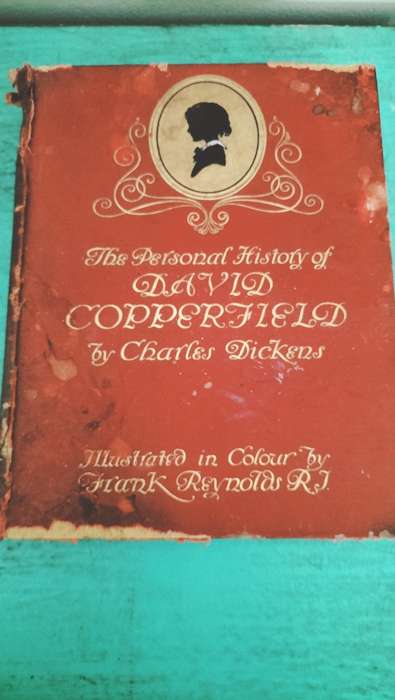 The Personal History of
DAVID
COPPERFIELD
by Charles Dickens
Illustrated in Colour by
Frank Reynolds R.I.